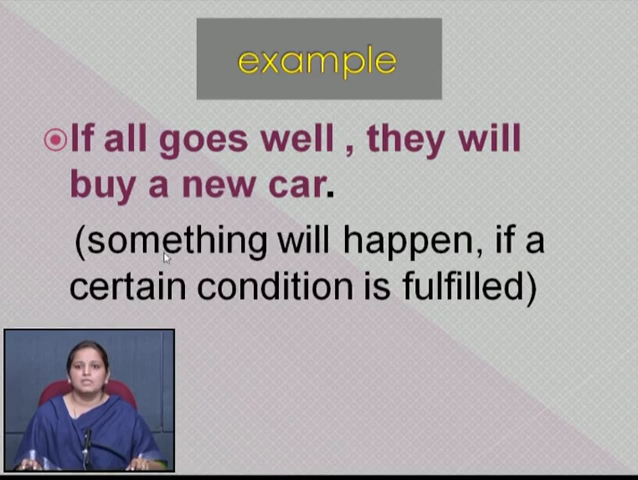 example
If all goes well , they will
buy a new car.
(something will happen, if a
certain condition is fulfilled)